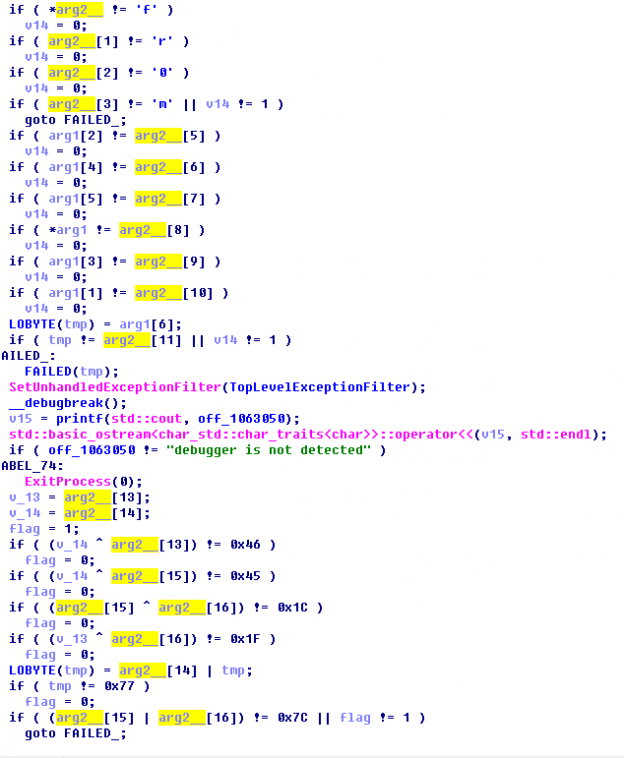 if ( *arg2__ != 'f' )
v14 = 0;
if ( arg2__[1] != 'r' )
v14 = 0;
if ( arg2__[2] != '0' )
v14 = 0;
if ( arg2__[3] != 'm' || v14 != 1 )
goto FAILED_;
if ( arg1[2] != arg2__[5] )
v14 = 0;
if ( arg1[4] != arg2__[6] )
v14 = 0;
if ( arg1[5] != arg2__[7] )
v14 = 0;
if ( *arg1 != arg2__[8] )
v14 = 0;
if ( arg1[3] != arg2__[9] )
v14 = 0;
if ( arg1[1] != arg2__[10] )
v14 = 0;
LOBYTE(tmp) = arg1[6];
if ( tmp != arg2__[11] || v14 != 1 )
AILED_:
FAILED(tmp);
SetUnhandledExceptionFilter(TopLevelExceptionFilter);
__debugbreak();
v15 = printf(std::cout, off_1063050);
std::basic_ostream<char_std::char_traits<char>>::operator<<(v15, std::endl);
if ( off_1063050 != "debugger is not detected" )
ABEL_74:
ExitProcess(0);
v_13 = arg2__[13];
v_14 = arg2__[14];
flag = 1;
if ( (v_14 ^ arg2__[13]) != 0x46 )
flag = 0;
if ( (v_14 ^ arg2__[15]) != 0x45 )
flag = 0;
if ( (arg2__[15] ^ arg2__[16]) != 0x1C )
flag = 0;
if ( (v_13 ^ arg2__[16]) != 0x1F )
flag = 0;
LOBYTE(tmp) = arg2__[14] | tmp;
if ( tmp != 0x77 )
flag = 0;
if ( (arg2__[15] | arg2__[16]) != 0x7C || flag != 1 )
goto FAILED_;